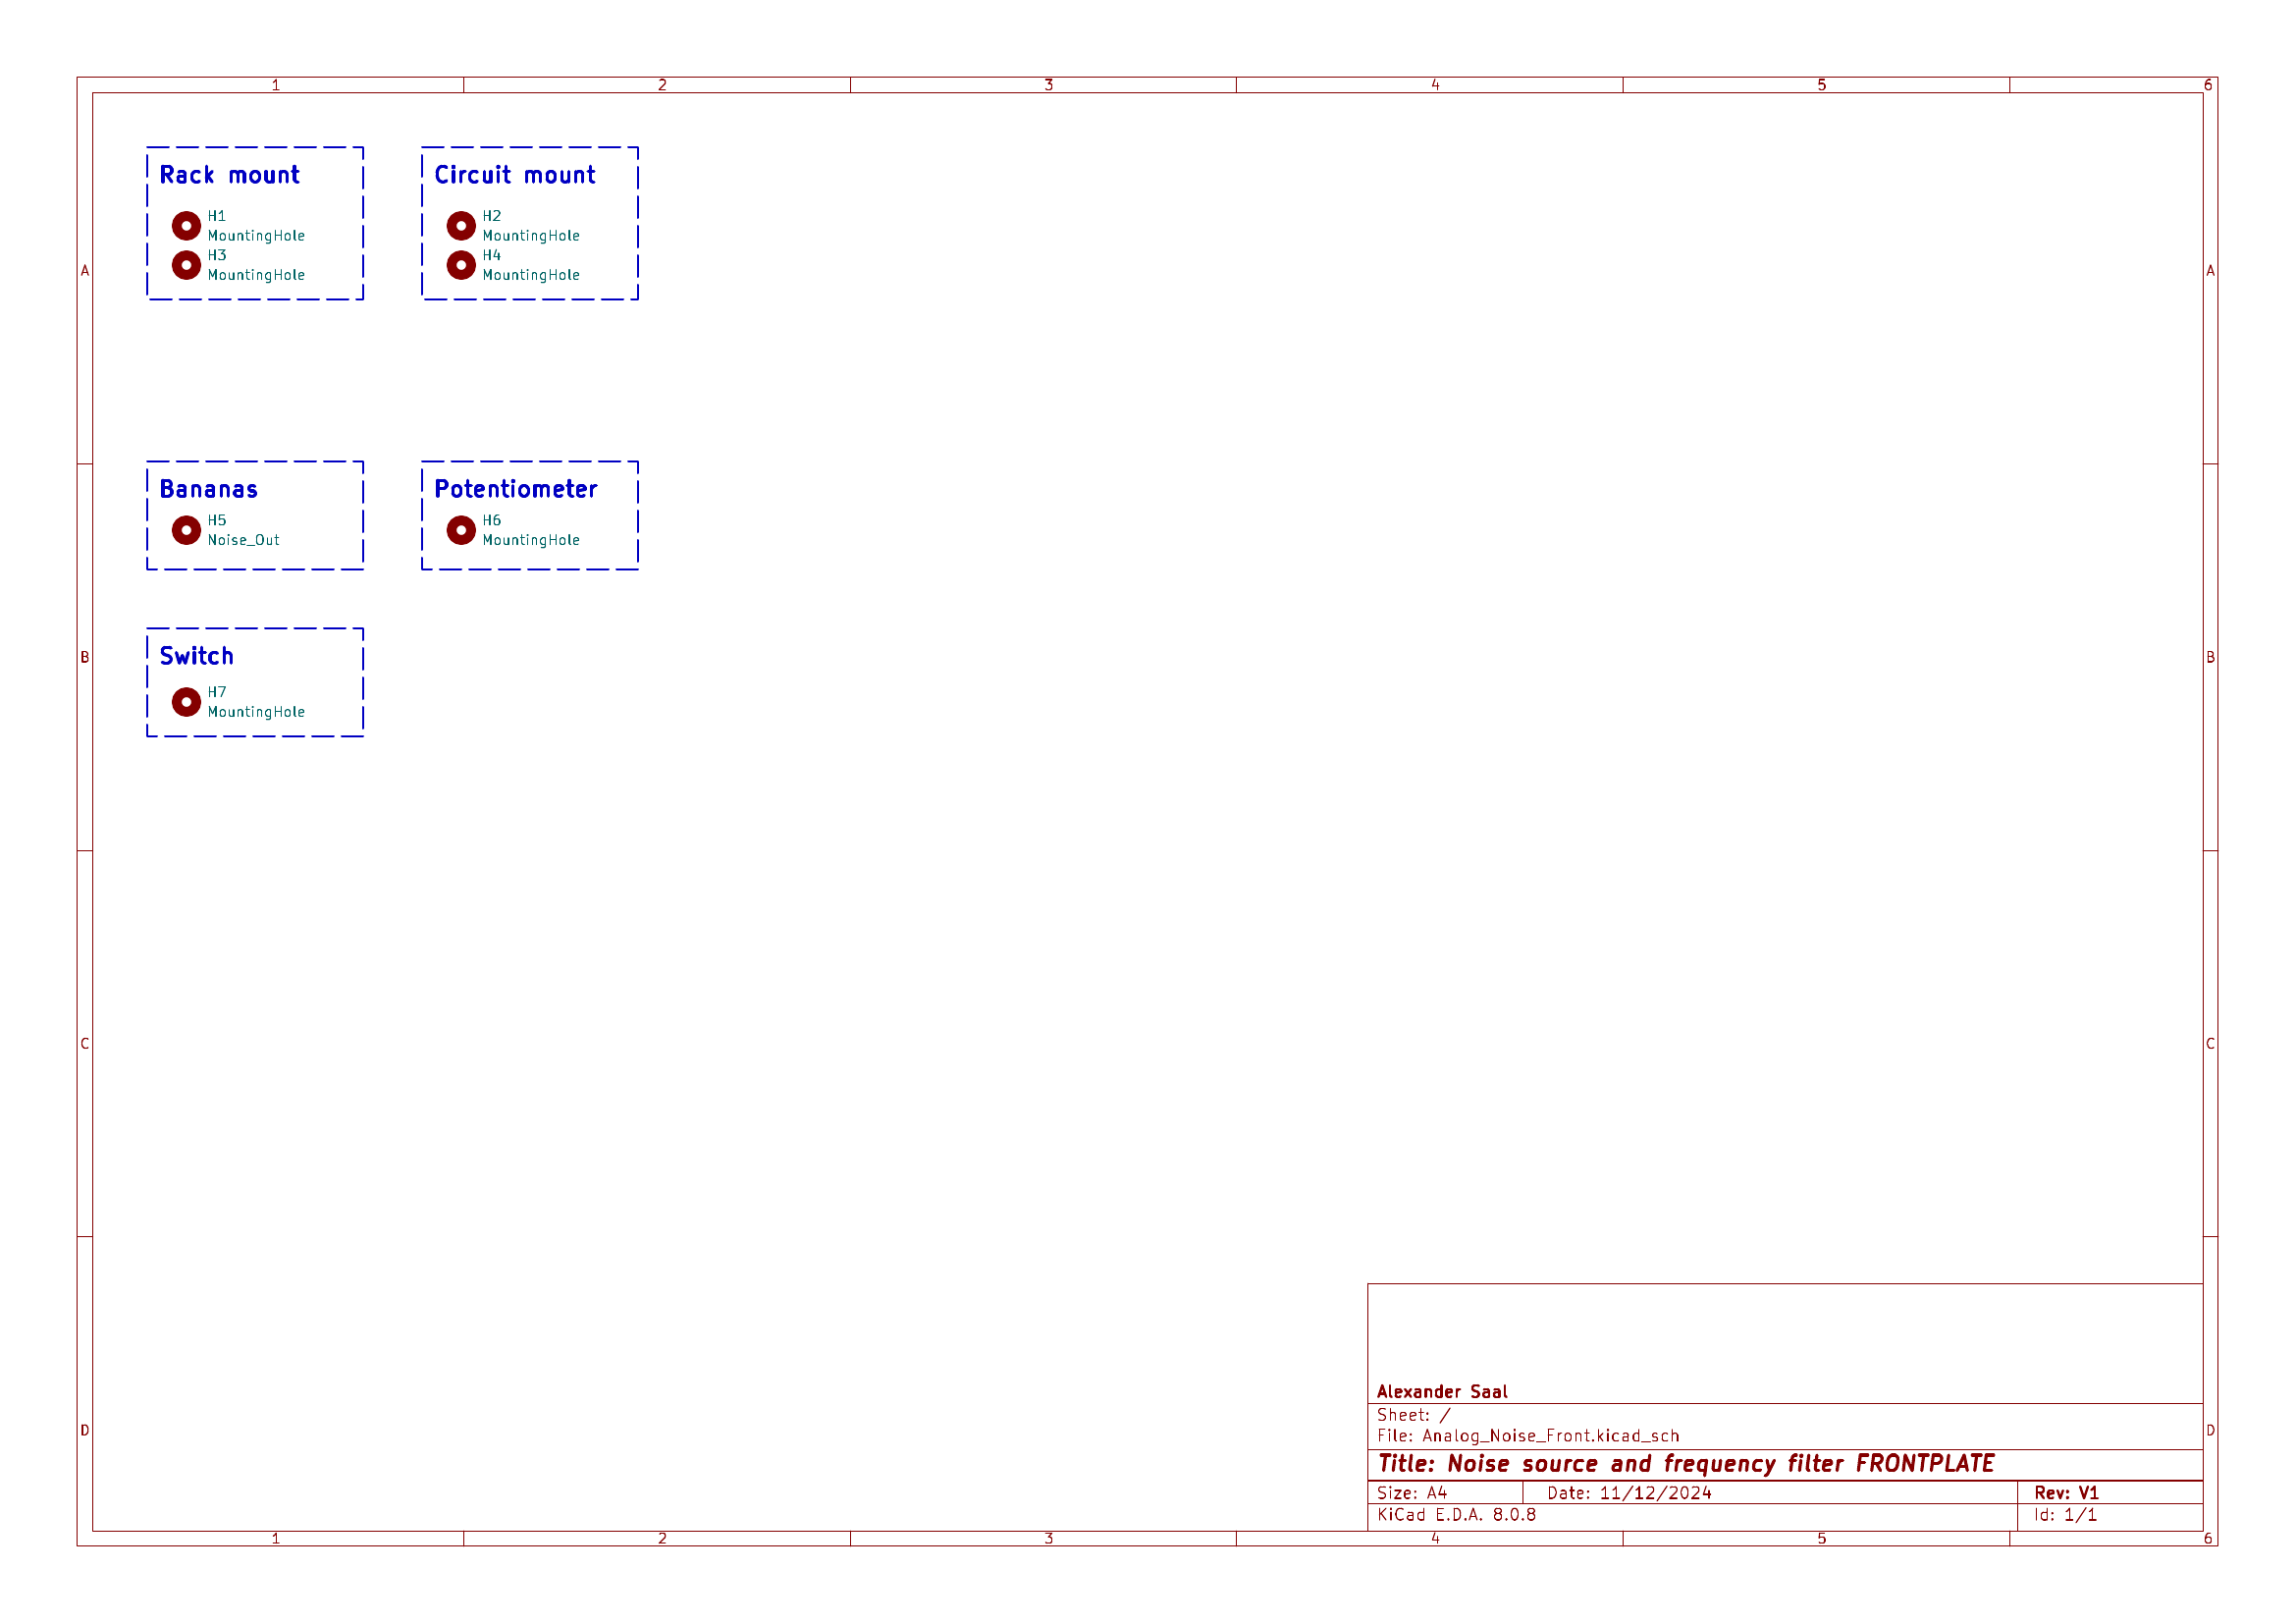 1 2 3 4 5 6
Rack mount
H1
MountingHole
H3
MountingHole
Circuit mount
H2
MountingHole
H4
MountingHole
A A
Bananas
H5
Noise_Out
Potentiometer
H6
MountingHole
Switch
H7
MountingHole
B B
C C
D D
Alexander Saal
Sheet: /
File: Analog_Noise_Front.kicad_sch
Title: Noise source and frequency filter FRONTPLATE
Size: A4 Date: 11/12/2024 Rev: V1
KiCad E.D.A. 8.0.8 Id: 1/1
1 2 3 4 5 6